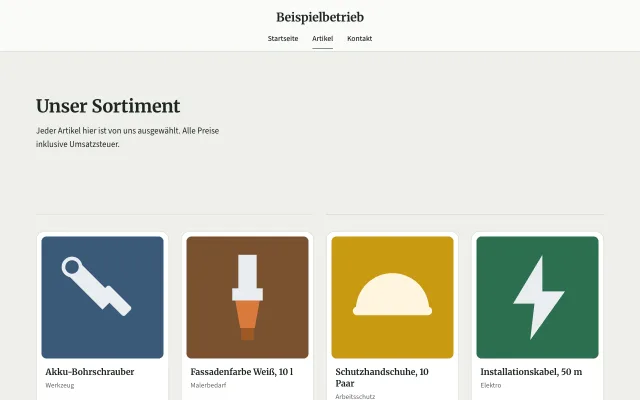 Beispielbetrieb
Startseite Artikel Kontakt
Unser Sortiment
Jeder Artikel hier ist von uns ausgewählt. Alle Preise
inklusive Umsatzsteuer.
Akku-Bohrschrauber
Werkzeug
Fassadenfarbe Weiß, 10 l
Malerbedarf
Schutzhandschuhe, 10
Paar
Arbeitsschutz
Installationskabel, 50 m
Elektro